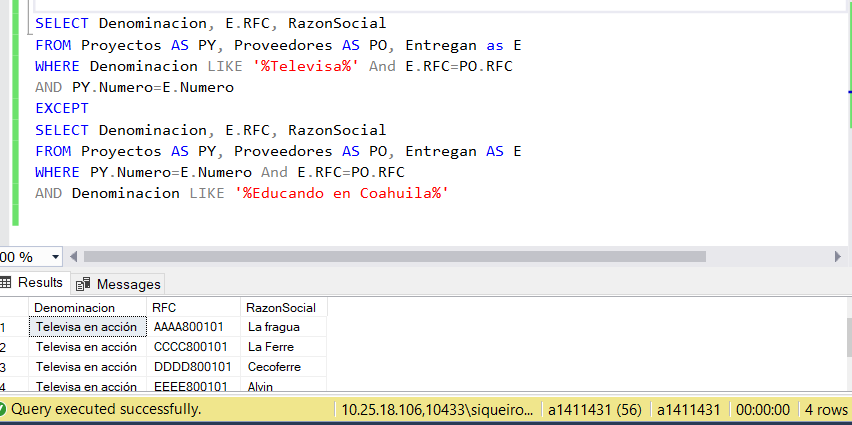 SELECT Denominacion, E.RFC, RazonSocial
FROM Proyectos AS PY, Proveedores AS PO, Entregan as E
WHERE Denominacion LIKE '%Televisa%' And E.RFC=PO.RFC
AND PY.Numero=E.Numero
EXCEPT
SELECT Denominacion, E.RFC, RazonSocial
FROM Proyectos AS PY, Proveedores AS PO, Entregan AS E
WHERE PY.Numero=E.Numero And E.RFC=PO.RFC
AND Denominacion LIKE '%Educando en Coahuila%'
00 %
Results Messages
Denominacion RFC RazonSocial
1 Televisa en acción AAAA800101 La fragua
2 Televisa en acción CCCC800101 La Ferre
3 Televisa en acción DDDD800101 Cecoferre
4 Televisa en acción EEEE800101 Alvin
Query executed successfully. 10.25.18.106,10433\siqueiro... a1411431 (56) a1411431 00:00:00 4 rows